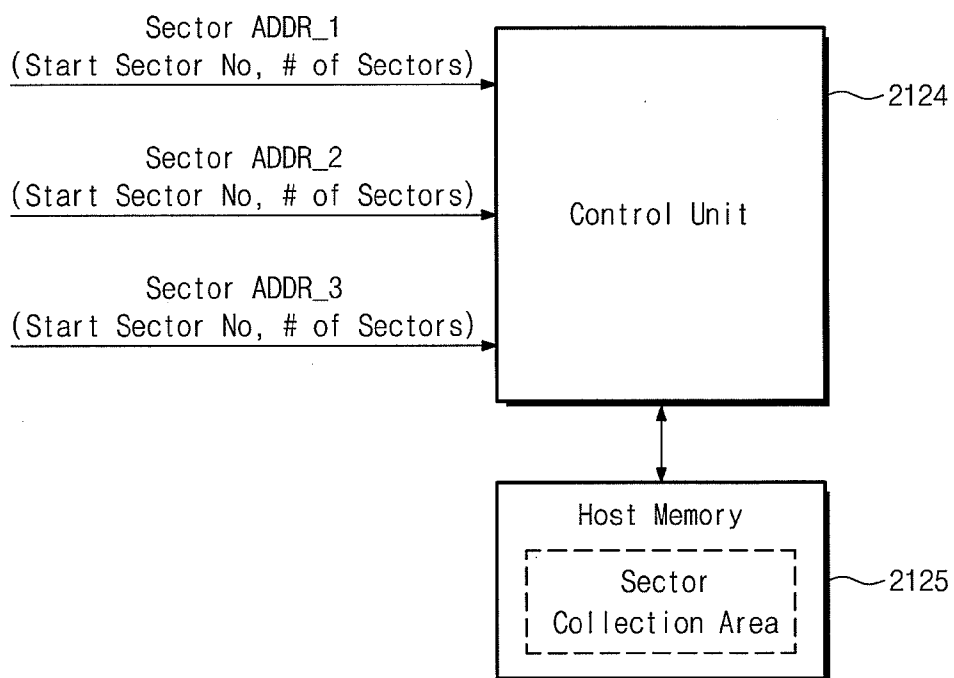 Sector ADDR_1
(Start Sector No, # of Sectors)
2124
Sector ADDR_2
(Start Sector No, # of Sectors)
Control Unit
Sector ADDR_3
(Start Sector No, # of Sectors)
Host Memory
Sector
Collection Area
2125